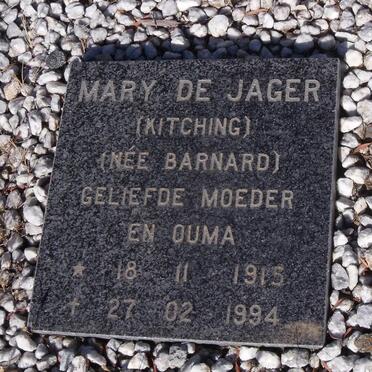 MARY DE JAGER
(KITCHING)
(NÉE BARNARD)
GELIEFDE MOEDER
EN OUMA
* 18 11 1915
† 27 02 1994